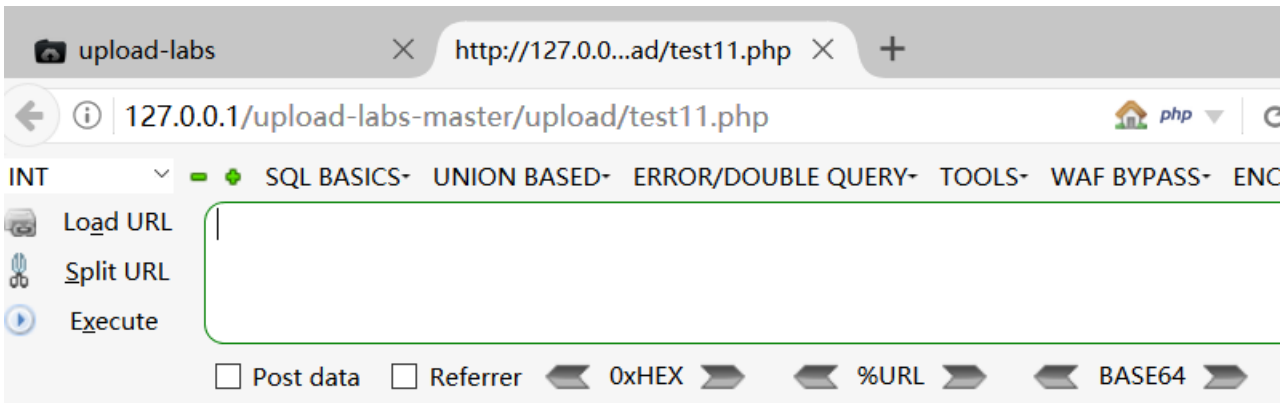 upload-labs http://127.0.0...ad/test11.php
127.0.0.1/upload-labs-master/upload/test11.php php
INT SQL BASICS- UNION BASED- ERROR/DOUBLE QUERY- TOOLS- WAF BYPASS- ENC
Load URL
Split URL
Execute
Post data Referrer 0xHEX %URL BASE64